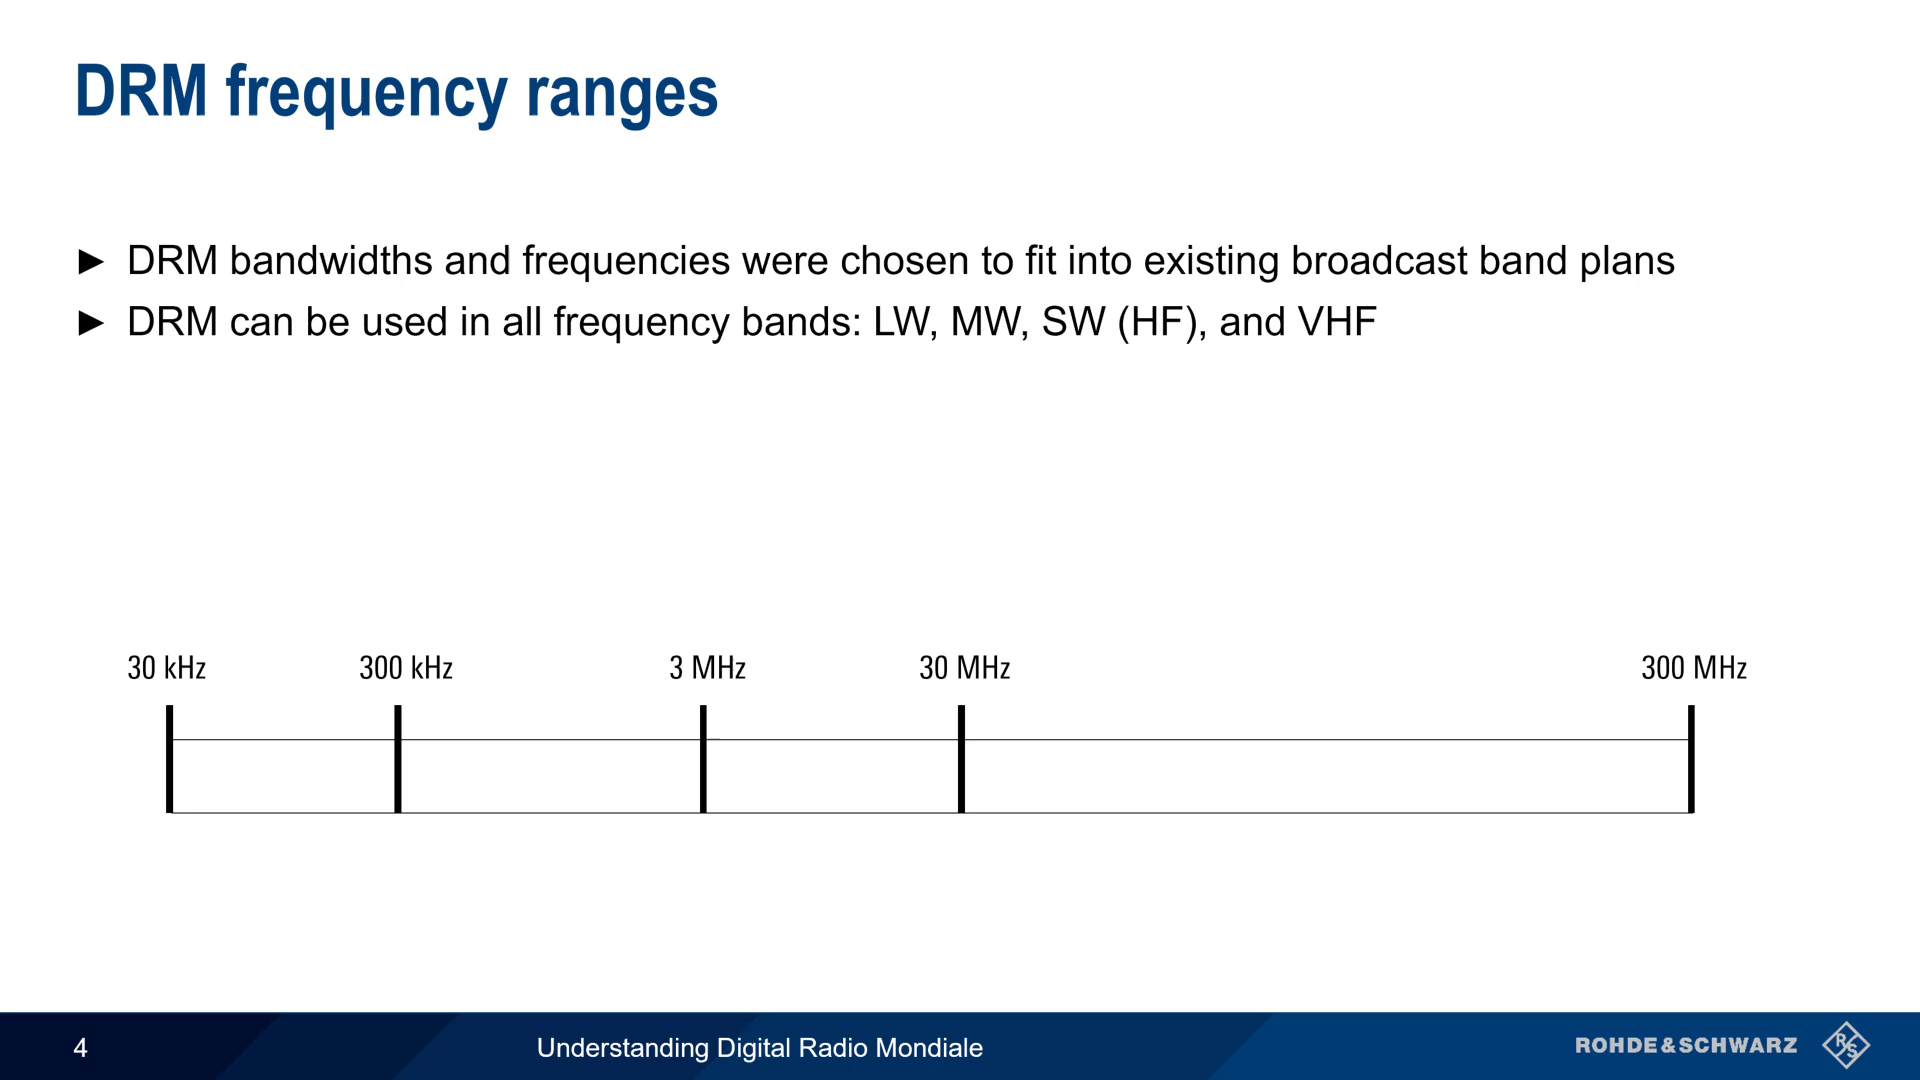 DRM frequency ranges
► DRM bandwidths and frequencies were chosen to fit into existing broadcast band plans
► DRM can be used in all frequency bands: LW, MW, SW (HF), and VHF
30 kHz 300 kHz 3 MHz 30 MHz 300 MHz
4 Understanding Digital Radio Mondiale ROHDE&SCHWARZ R&S